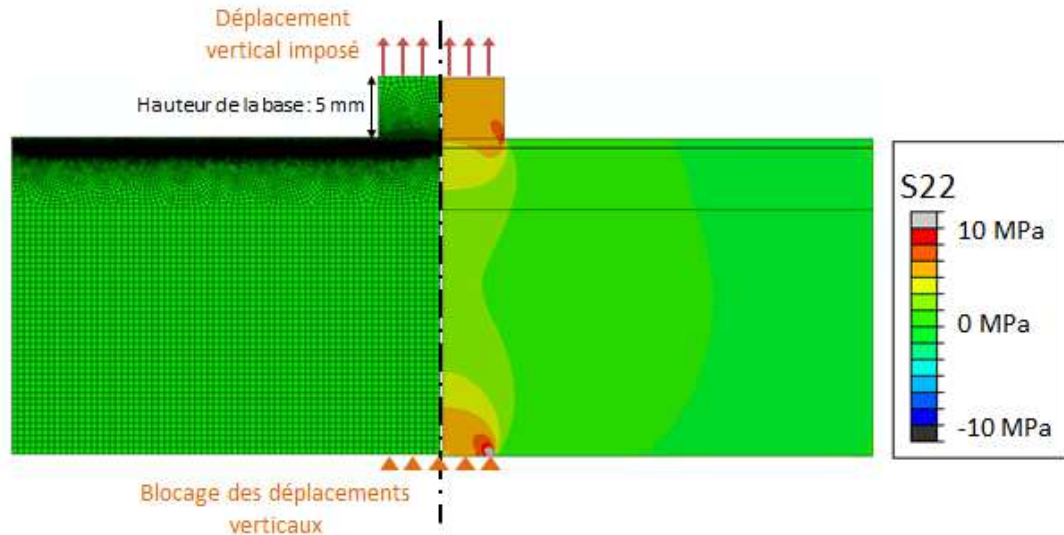 Déplacement
vertical imposé
Hauteur de la base : 5 mm
S22
10 MPa
0 MPa
-10 MPa
Blocage des déplacements
verticaux